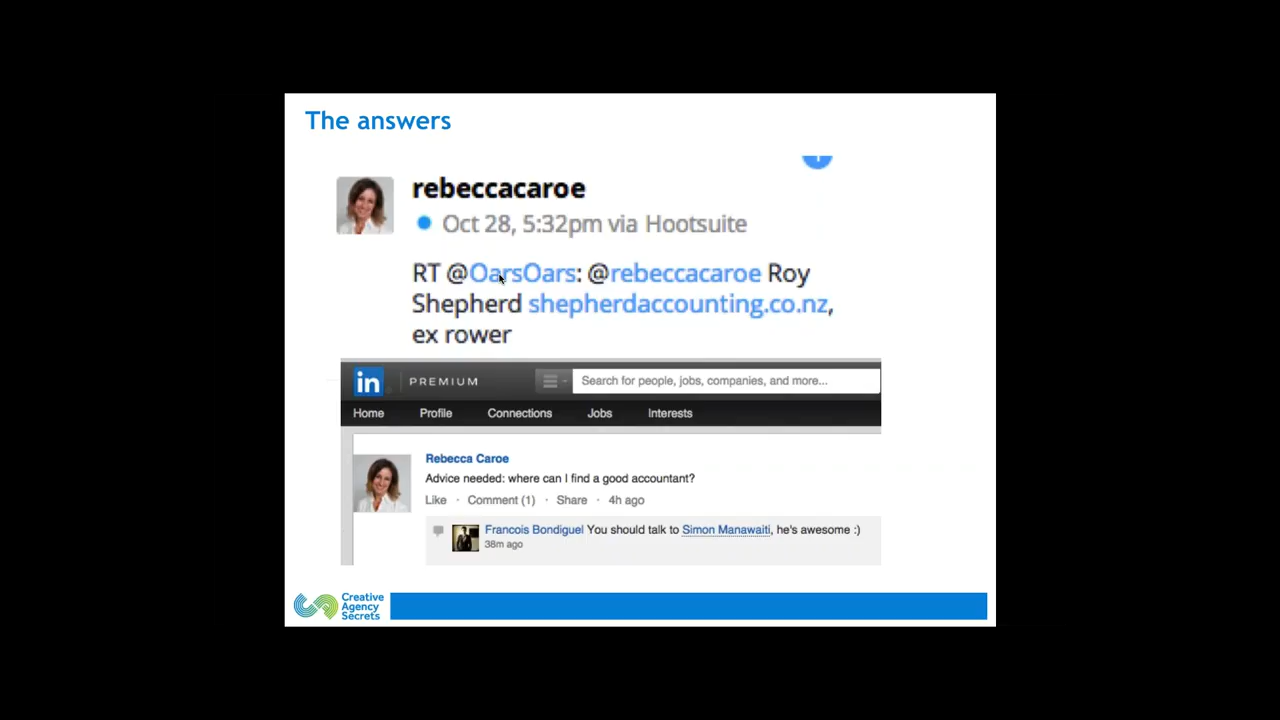 The answers
rebeccacaroe
Oct 28, 5:32pm via Hootsuite
RT @OarsOars: @rebeccacaroe Roy
Shepherd shepherdaccounting.co.nz,
ex rower
in PREMIUM Search for people, jobs, companies, and more...
Home Profile Connections Jobs Interests
Rebecca Caroe
Advice needed: where can I find a good accountant?
Like · Comment (1) · Share · 4h ago
Francois Bondiguel You should talk to Simon Manawaiti, he's awesome :)
38m ago
Creative
Agency
Secrets